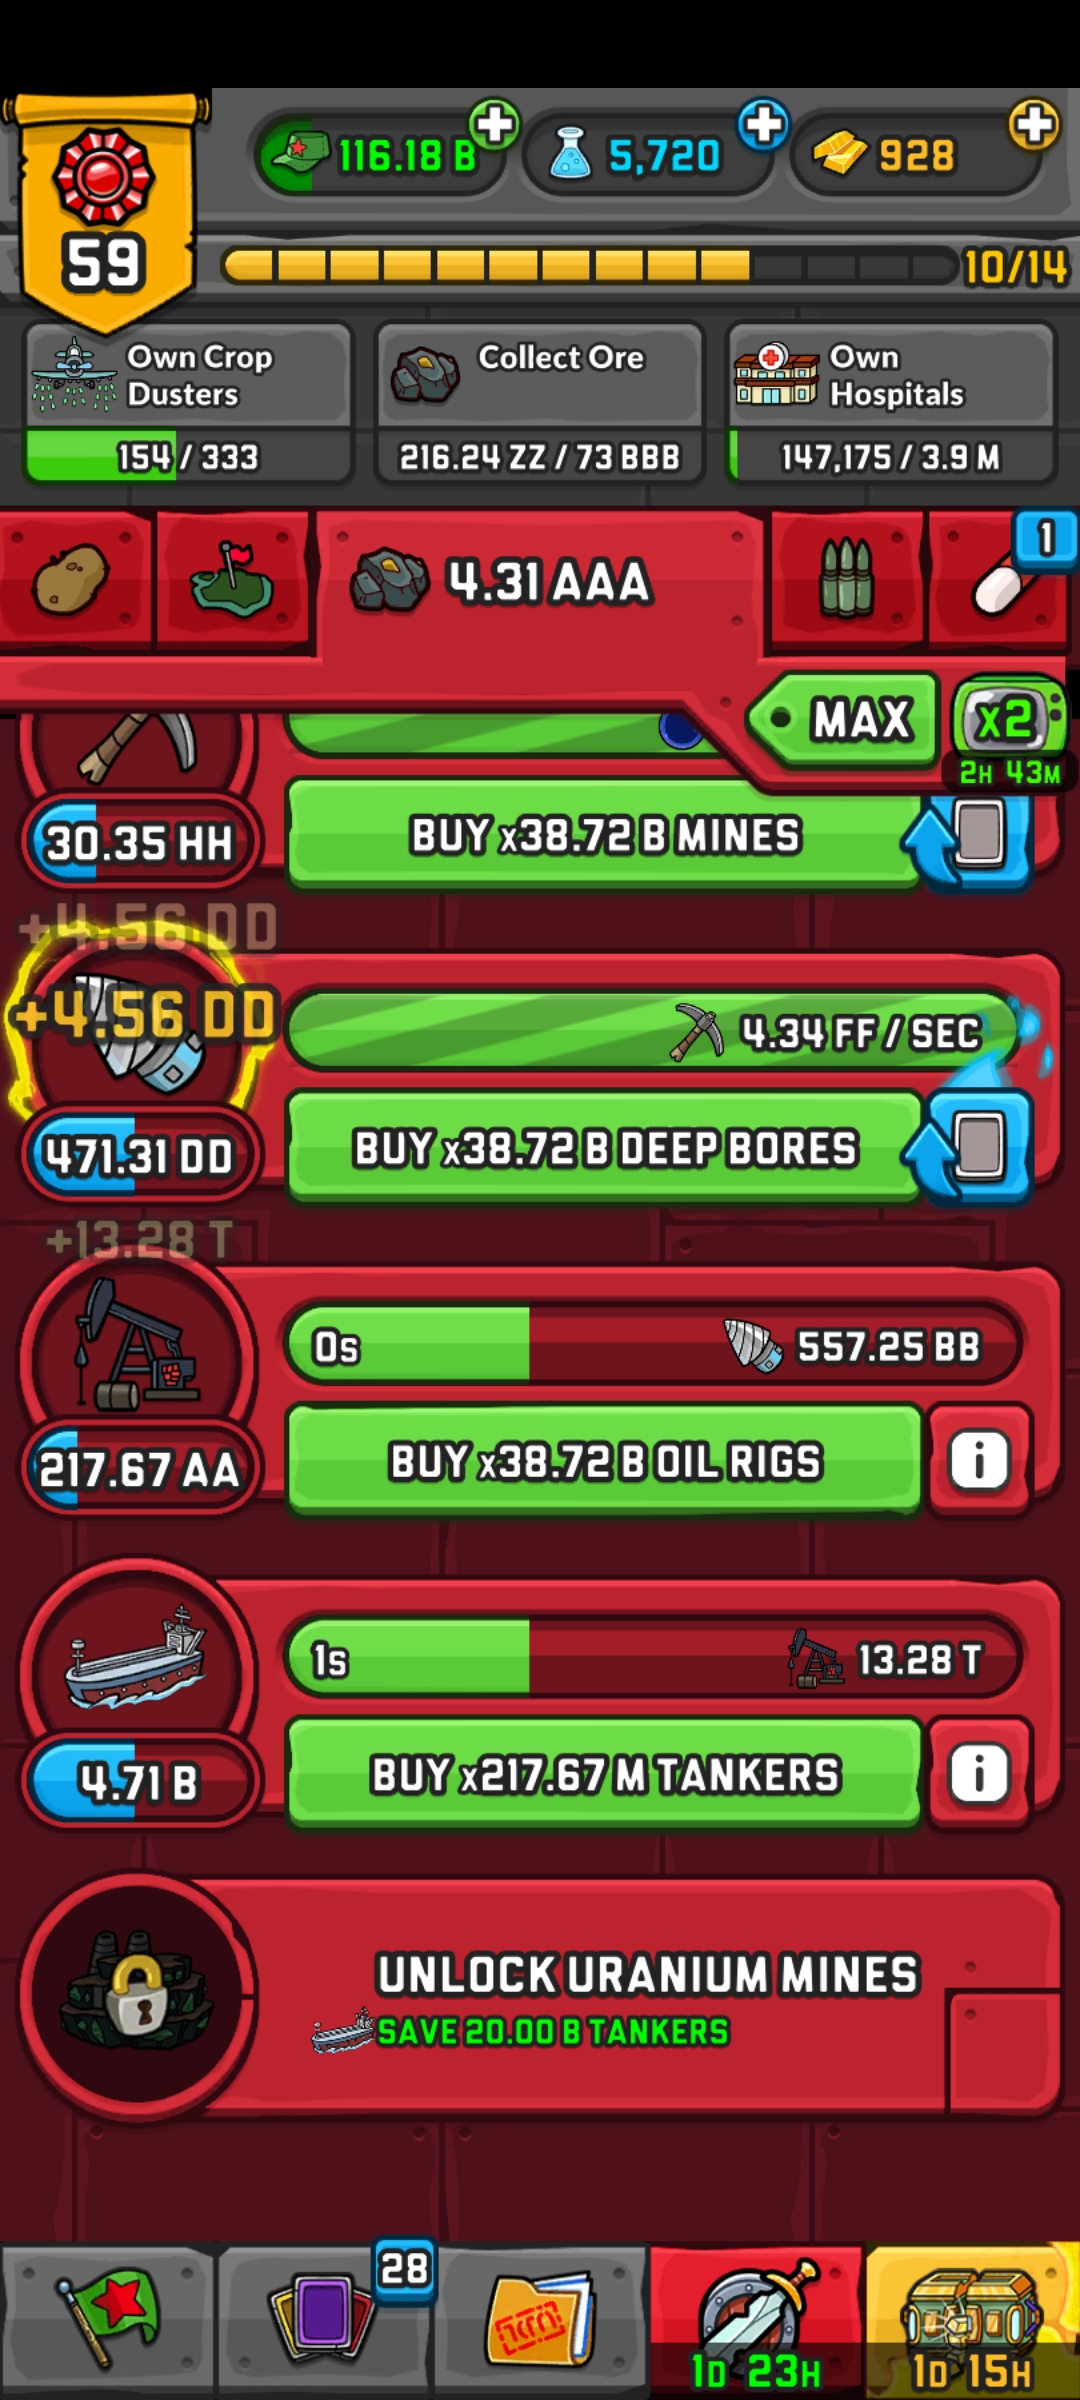 116.18 B
5,720
928
59
10/14
Own Crop
Dusters
154 / 333
Collect Ore
216.24 ZZ / 73 BBB
Own
Hospitals
147,175 / 3.9 M
4.31 AAA
1
MAX
x2
2H 43M
30.35 HH
BUY x38.72 B MINES
+4.56 DD
+4.56 DD
4.34 FF / SEC
471.31 DD
BUY x38.72 B DEEP BORES
+13.28 T
0s
557.25 BB
217.67 AA
BUY x38.72 B OIL RIGS
i
1s
13.28 T
4.71 B
BUY x217.67 M TANKERS
i
UNLOCK URANIUM MINES
SAVE 20.00 B TANKERS
28
1D 23H
1D 15H